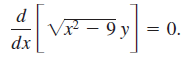 d/dx [√(x² − 9) y] = 0.